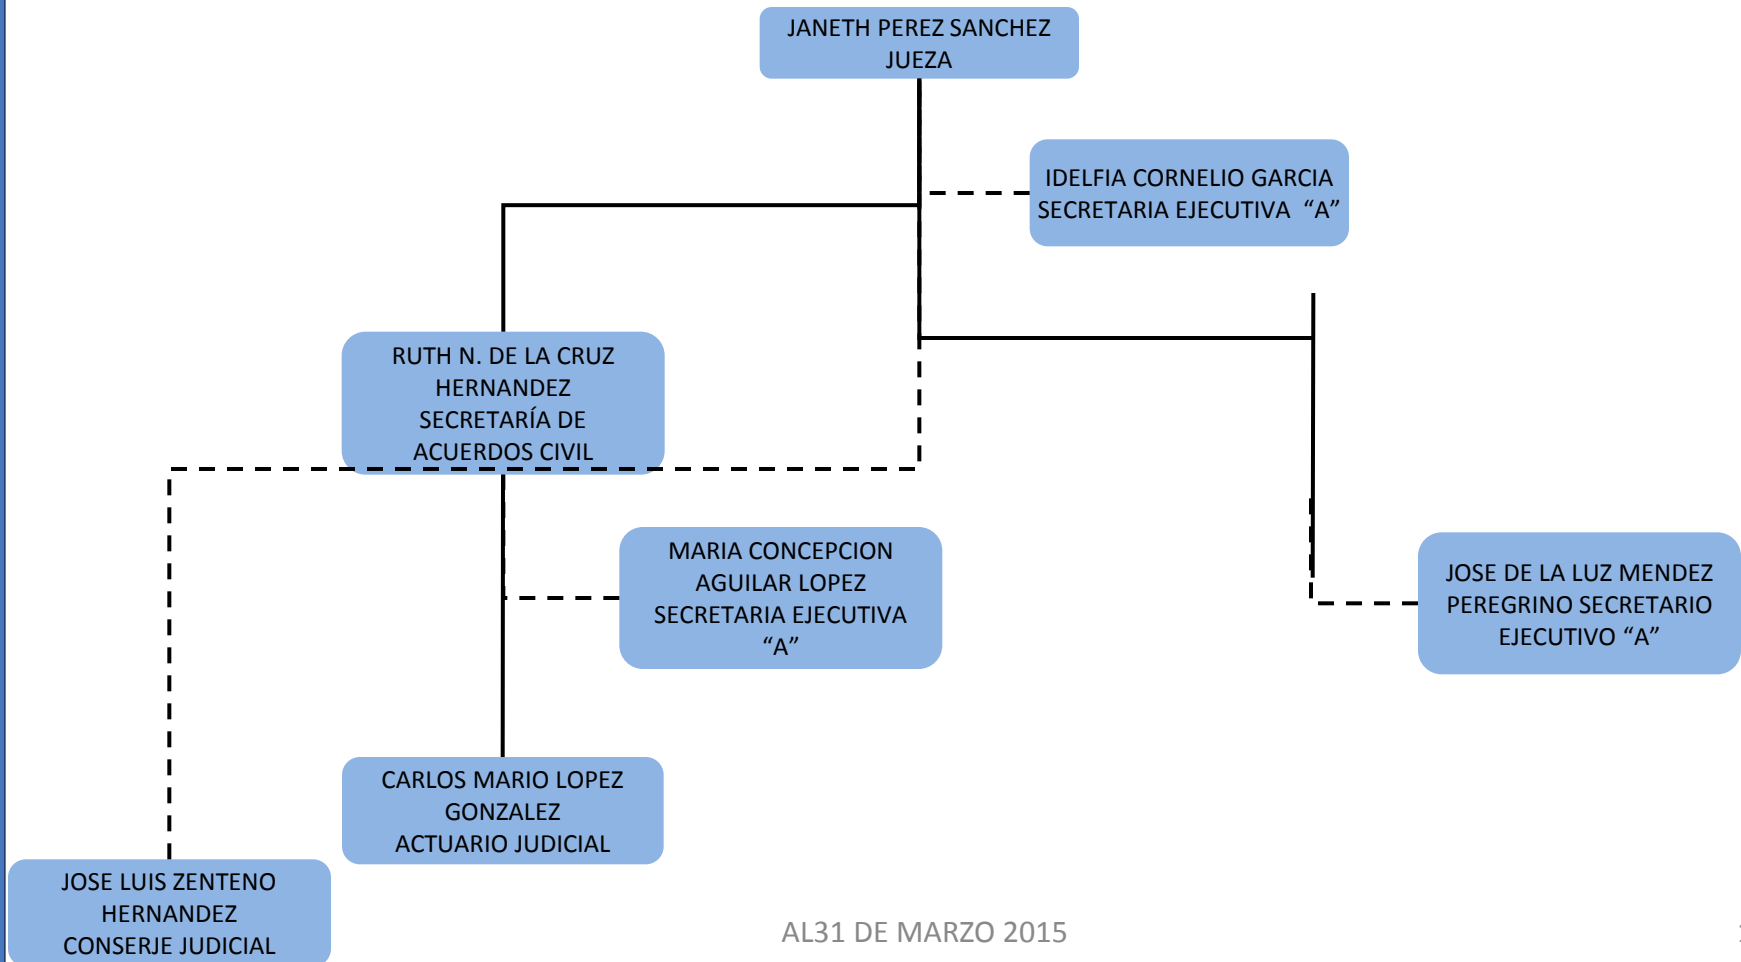 JANETH PEREZ SANCHEZ
JUEZA
IDELFIA CORNELIO GARCIA
SECRETARIA EJECUTIVA “A”
RUTH N. DE LA CRUZ
HERNANDEZ
SECRETARÍA DE
ACUERDOS CIVIL
MARIA CONCEPCION
AGUILAR LOPEZ
SECRETARIA EJECUTIVA
“A”
JOSE DE LA LUZ MENDEZ
PEREGRINO SECRETARIO
EJECUTIVO “A”
CARLOS MARIO LOPEZ
GONZALEZ
ACTUARIO JUDICIAL
JOSE LUIS ZENTENO
HERNANDEZ
CONSERJE JUDICIAL
AL31 DE MARZO 2015